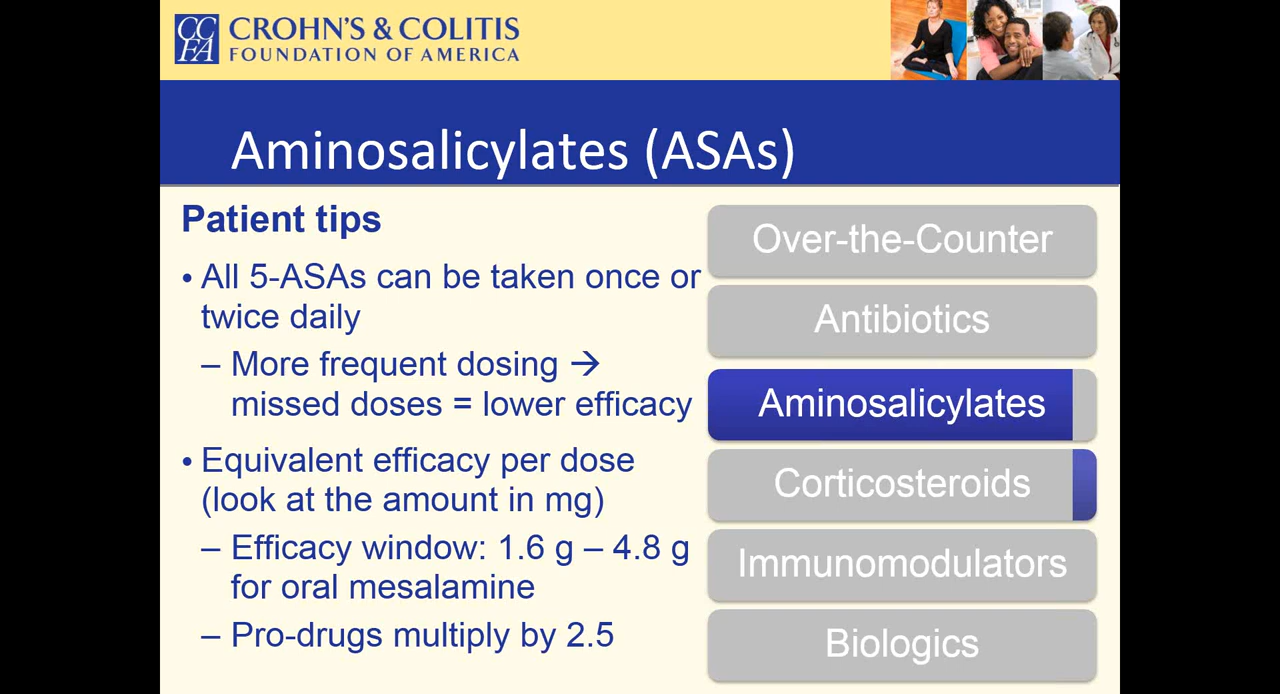 CC
FA
CROHN'S & COLITIS
FOUNDATION OF AMERICA
Aminosalicylates (ASAs)
Patient tips
• All 5-ASAs can be taken once or
twice daily
– More frequent dosing →
missed doses = lower efficacy
• Equivalent efficacy per dose
(look at the amount in mg)
– Efficacy window: 1.6 g – 4.8 g
for oral mesalamine
– Pro-drugs multiply by 2.5
Over-the-Counter
Antibiotics
Aminosalicylates
Corticosteroids
Immunomodulators
Biologics